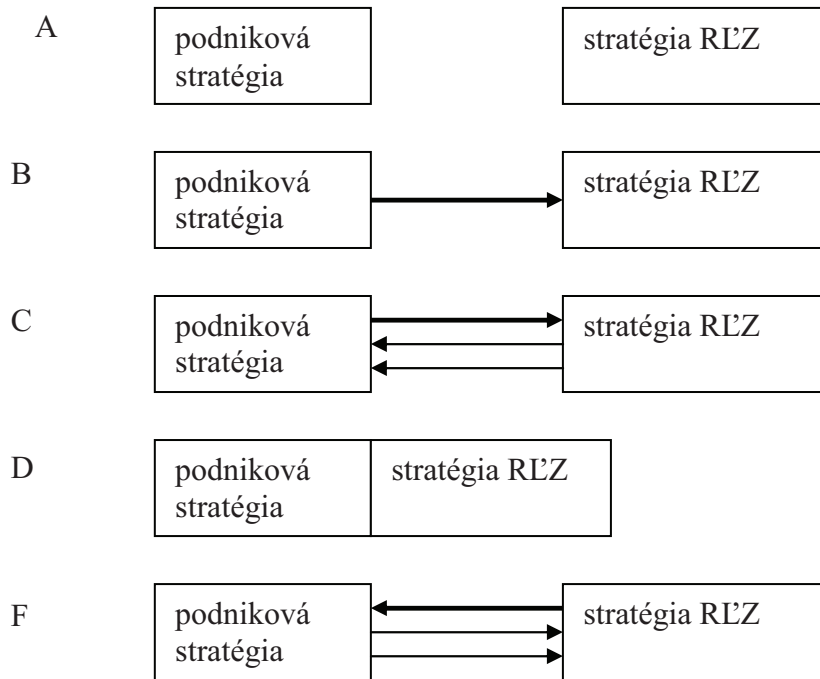 A
podniková
stratégia
stratégia RĽZ
B
podniková
stratégia
stratégia RĽZ
C
podniková
stratégia
stratégia RĽZ
D
podniková
stratégia
stratégia RĽZ
F
podniková
stratégia
stratégia RĽZ